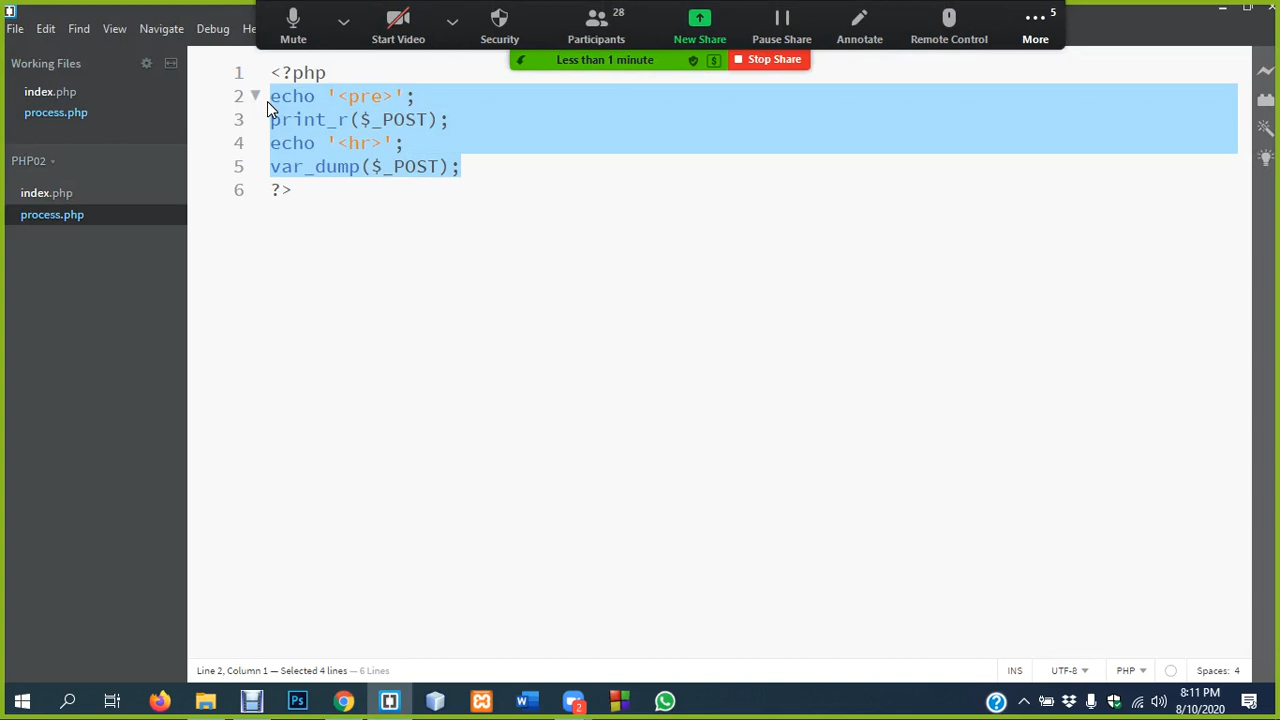 File Edit Find View Navigate Debug He
Mute
Start Video
Security
28
Participants
New Share
Pause Share
Annotate
Remote Control
5
More
Less than 1 minute
Stop Share
Working Files
index.php
process.php
PHP02
index.php
process.php
1 <?php
2 echo '<pre>';
3 print_r($_POST);
4 echo '<hr>';
5 var_dump($_POST);
6 ?>
Line 2, Column 1 — Selected 4 lines — 6 Lines
INS UTF-8 PHP Spaces: 4
Ps
W
2
8:11 PM
8/10/2020